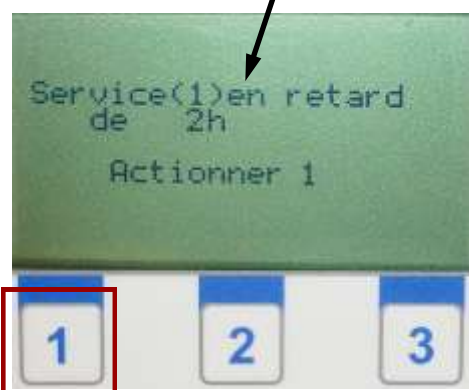 Service(1)en retard
de 2h
Actionner 1
1 2 3